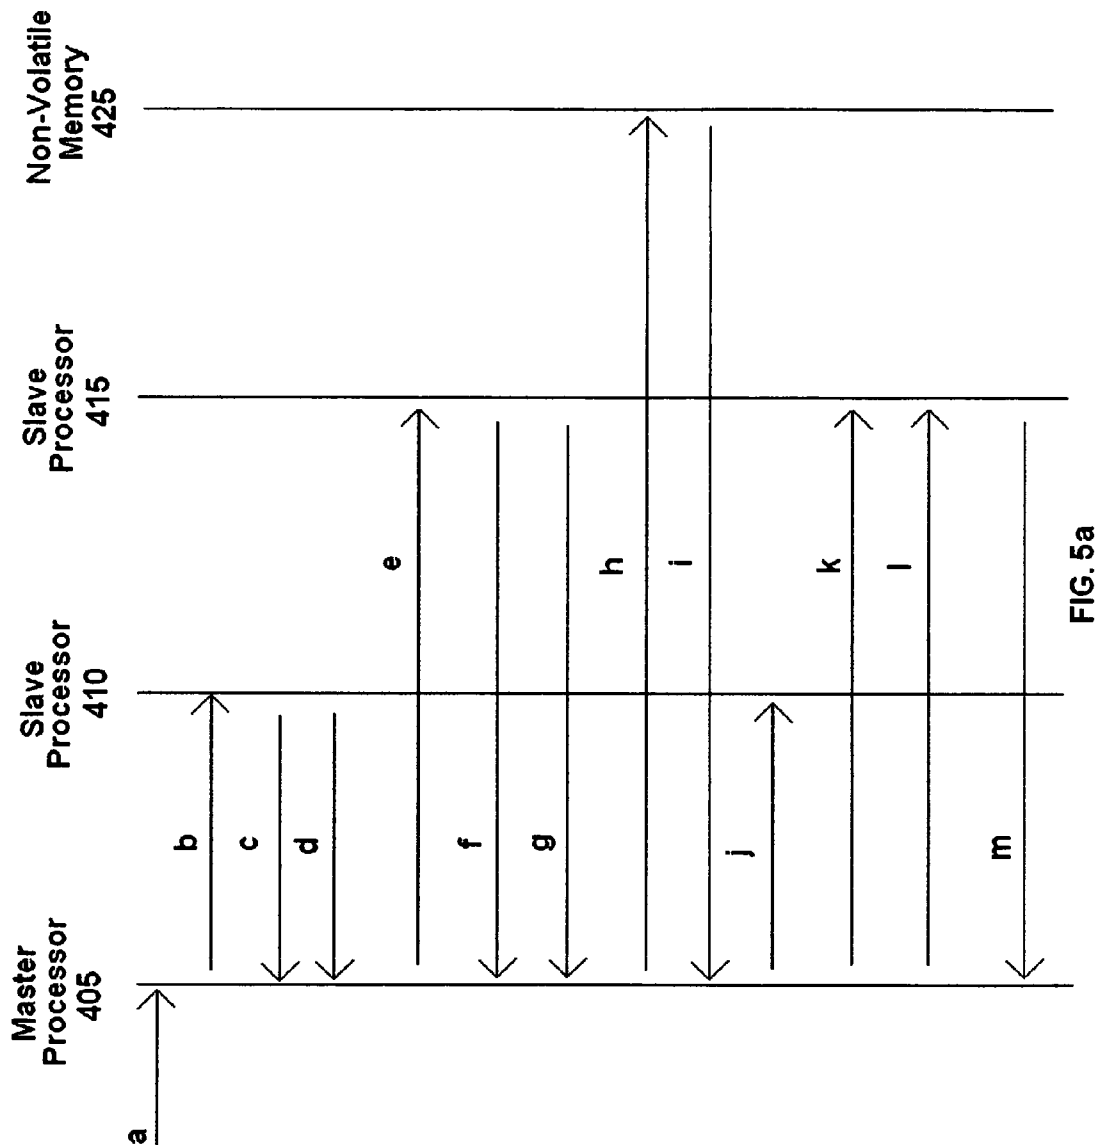 Master
Processor
405
Slave
Processor
410
Slave
Processor
415
Non-Volatile
Memory
425
a
b
c
d
e
f
g
h
i
j
k
l
m
FIG. 5a